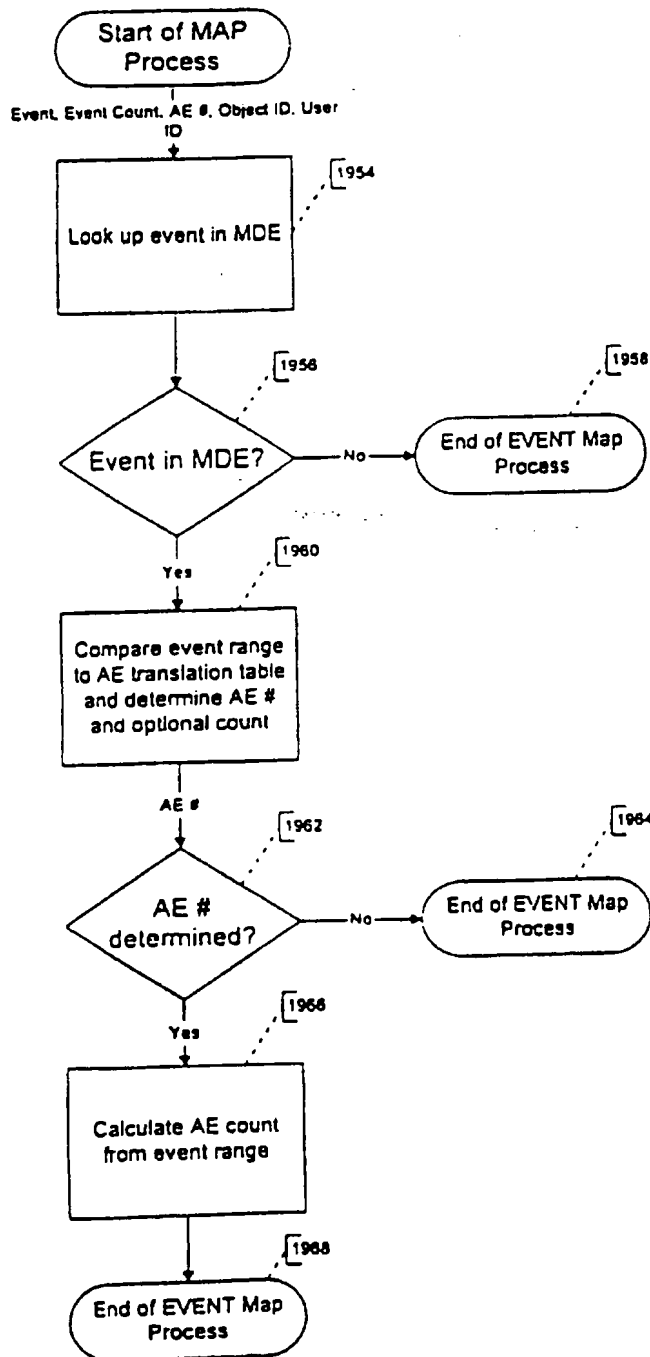 Start of MAP
Process
Event, Event Count, AE #, Object ID, User
ID
1954
Look up event in MDE
1956
1958
Event in MDE?
No
End of EVENT Map
Process
1960
Yes
Compare event range
to AE translation table
and determine AE #
and optional count
AE #
1962
1964
AE #
determined?
No
End of EVENT Map
Process
1966
Yes
Calculate AE count
from event range
1968
End of EVENT Map
Process